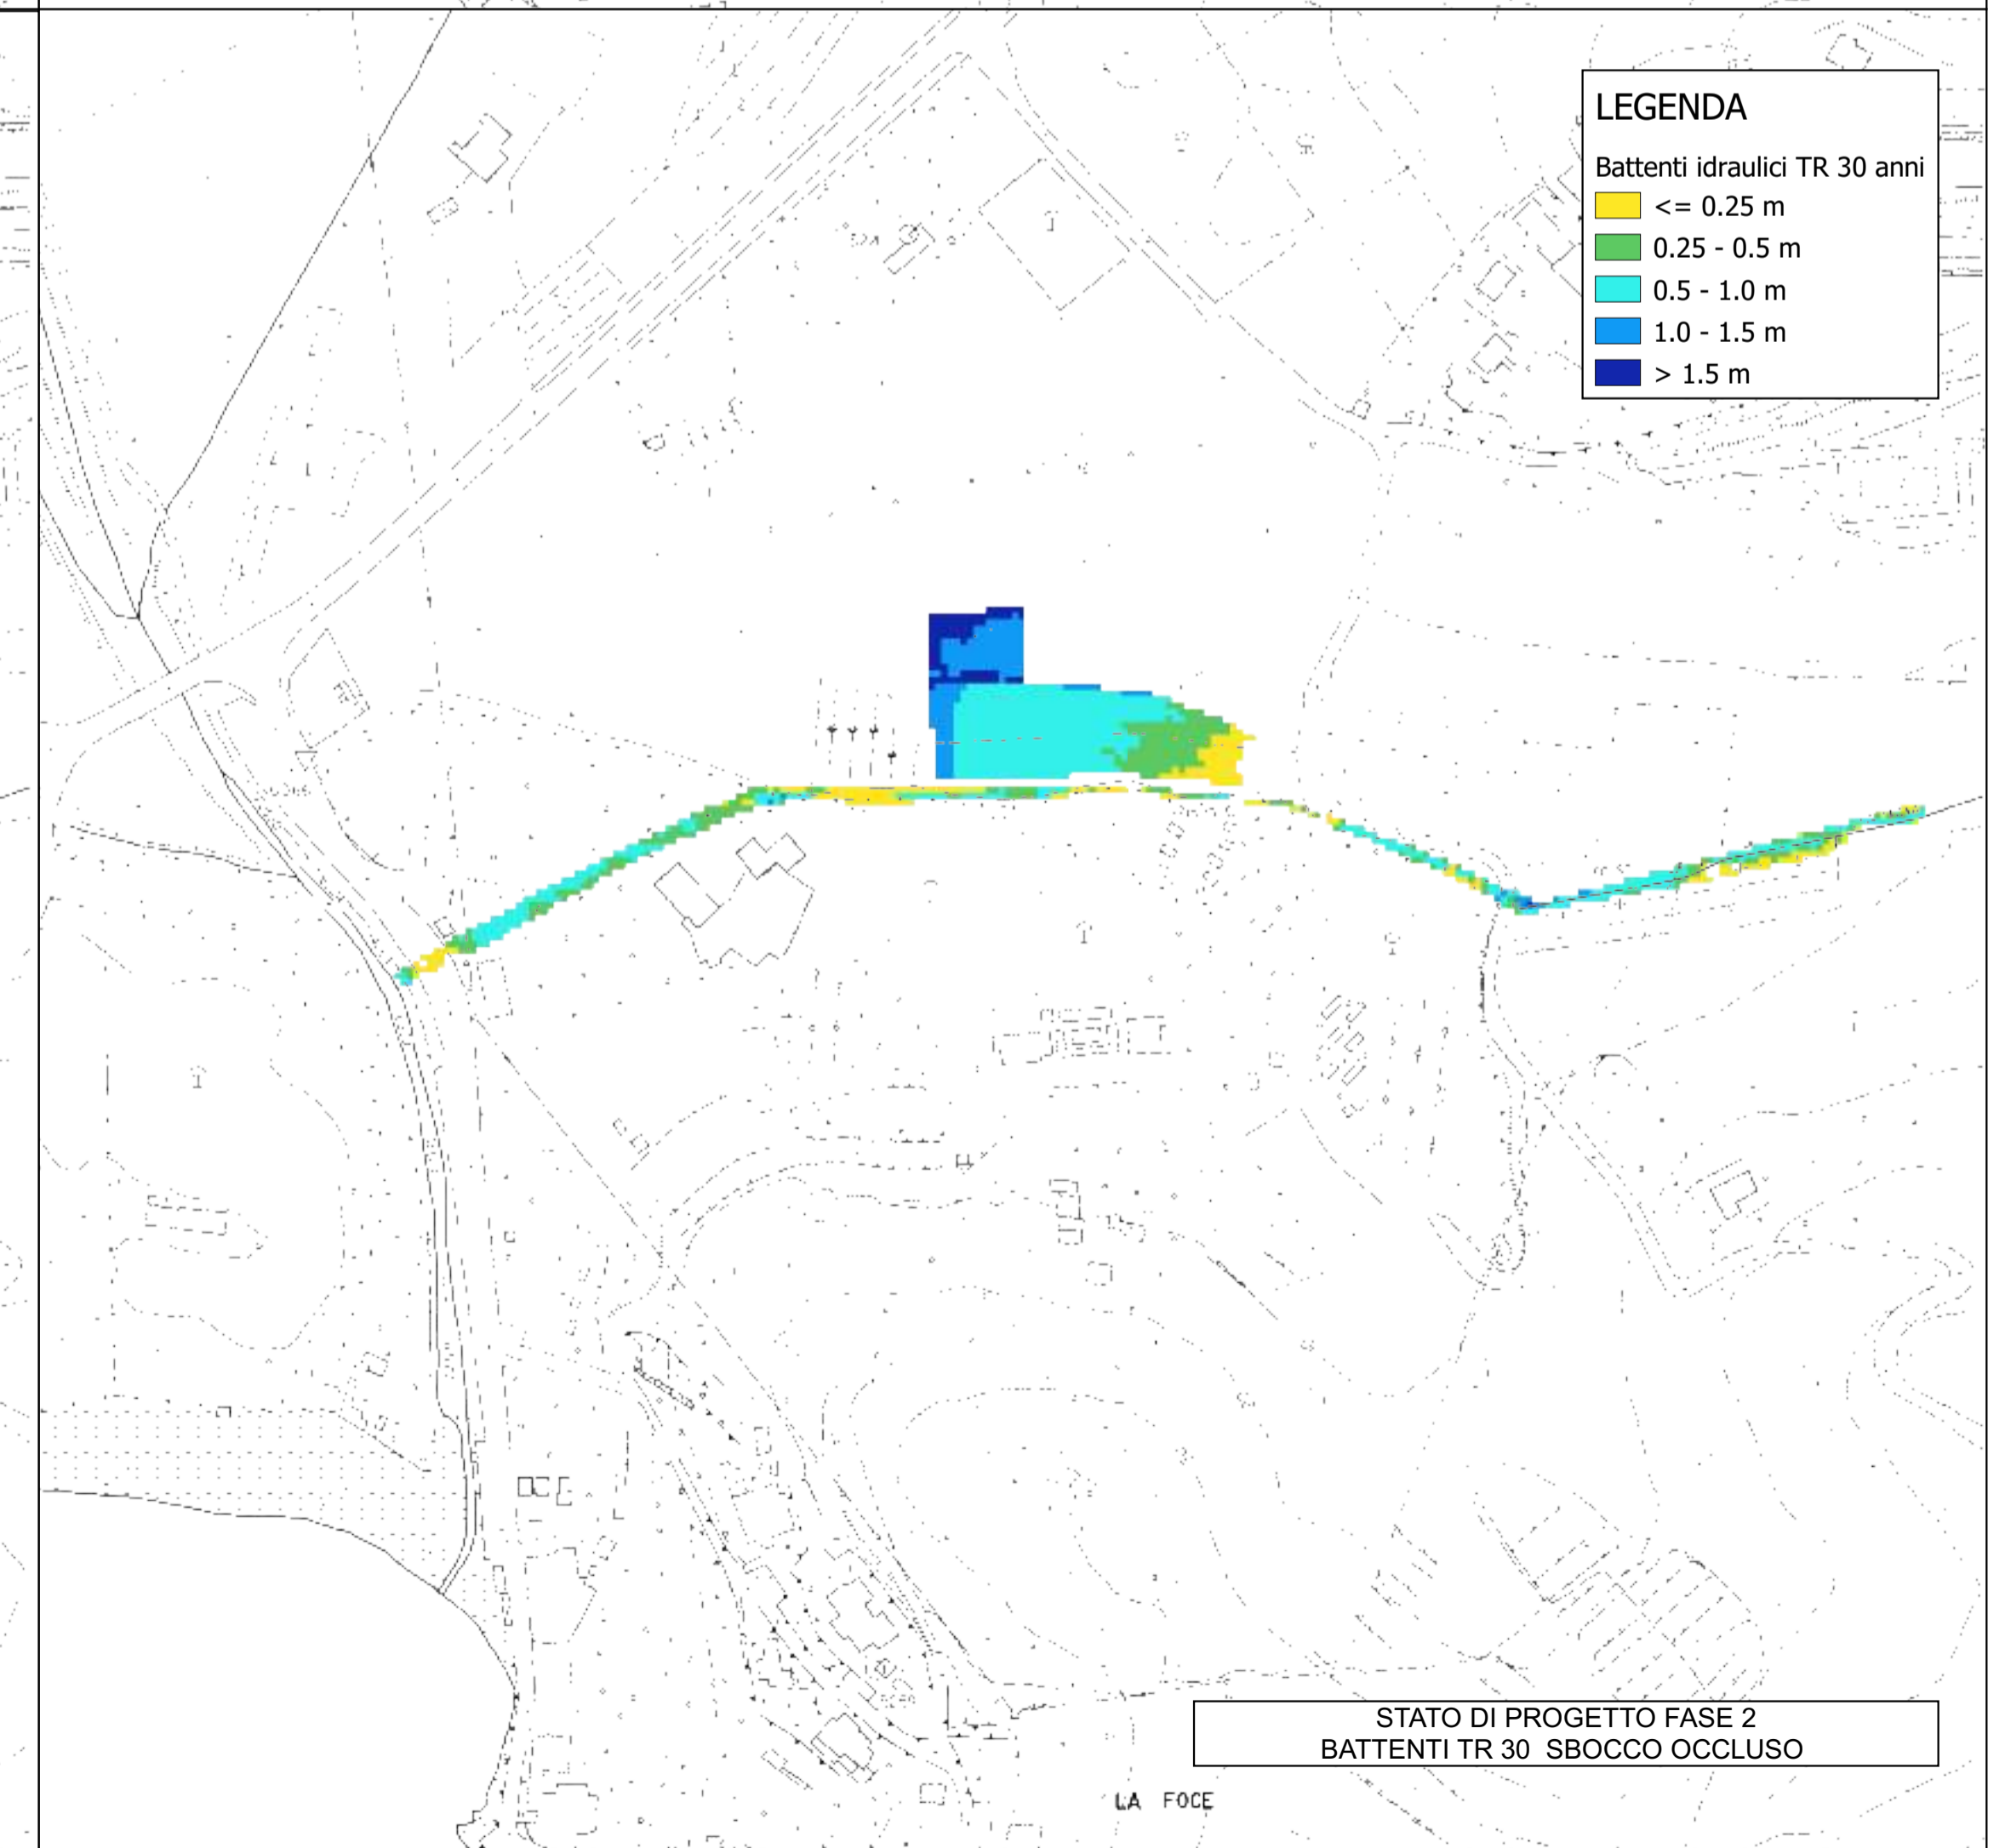 LEGENDA
Battenti idraulici TR 30 anni
<= 0.25 m
0.25 - 0.5 m
0.5 - 1.0 m
1.0 - 1.5 m
> 1.5 m
STATO DI PROGETTO FASE 2
BATTENTI TR 30 SBOCCO OCCLUSO
LA FOCE